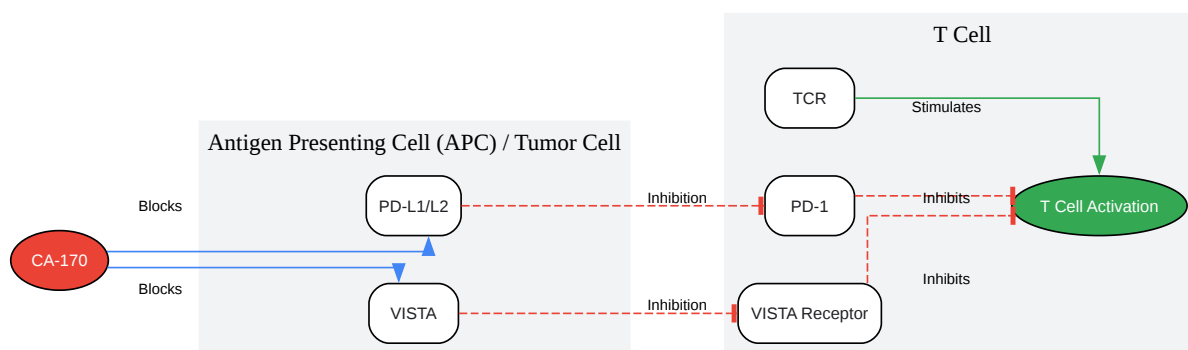 T Cell
TCR
Stimulates
Antigen Presenting Cell (APC) / Tumor Cell
Blocks
PD-L1/L2
Inhibition
PD-1
Inhibits
T Cell Activation
CA-170
Blocks
VISTA
Inhibition
VISTA Receptor
Inhibits